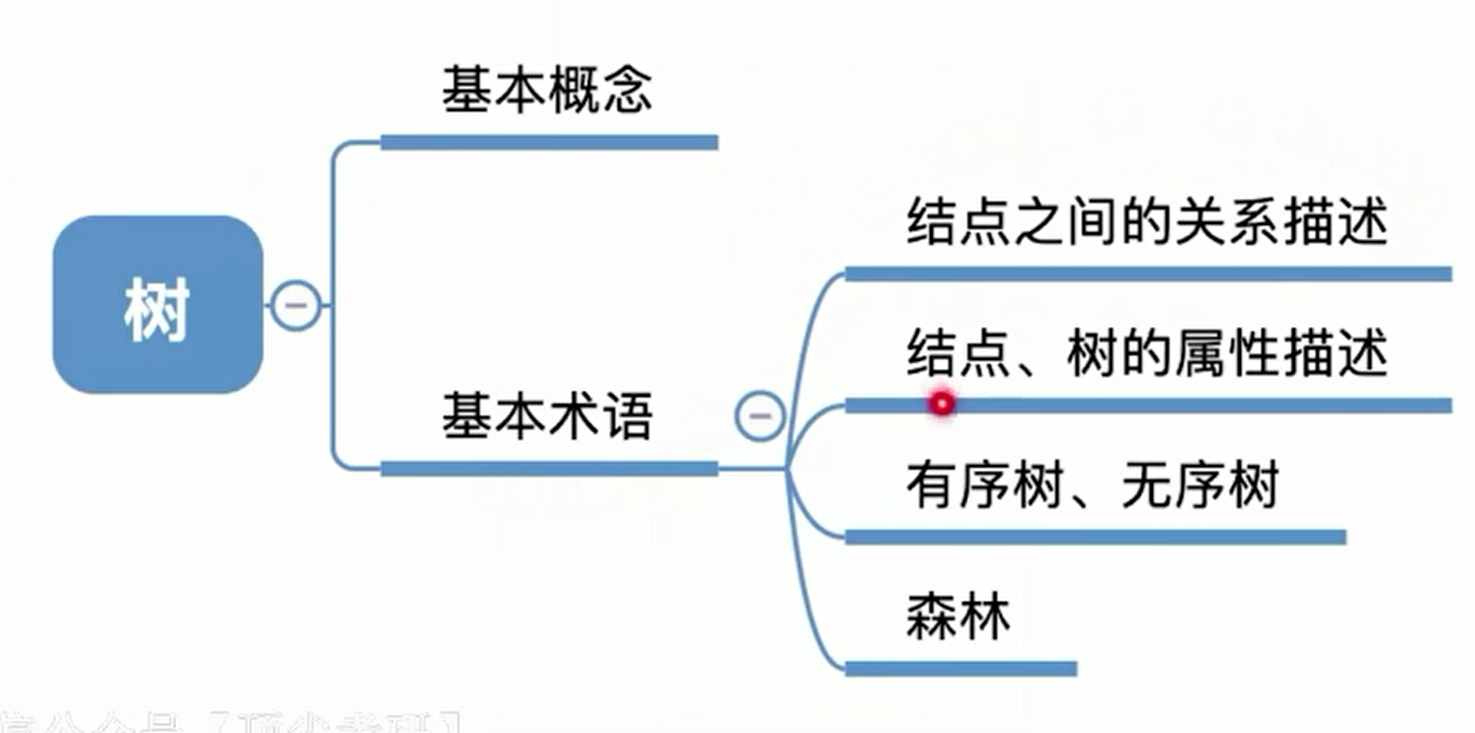 基本概念
结点之间的关系描述
树
结点、树的属性描述
基本术语
有序树、无序树
森林